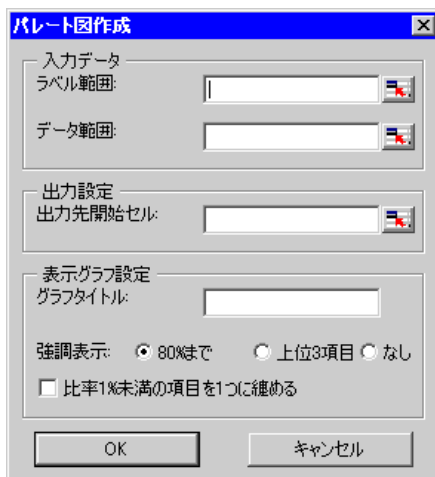 パレート図作成
入力データ
ラベル範囲:
データ範囲:
出力設定
出力先開始セル:
表示グラフ設定
グラフタイトル:
強調表示: 80%まで 上位3項目 なし
比率1%未満の項目を1つに纏める
OK キャンセル